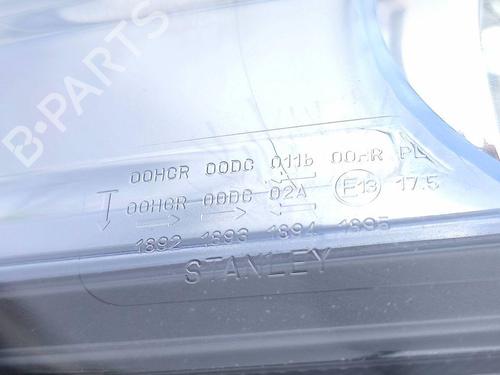 B-PARTS
00HCR 00DC 011b 00HR PL
00HCR 00DC 02A E13 17.5
1892 1893 1894 1895
STANLEY